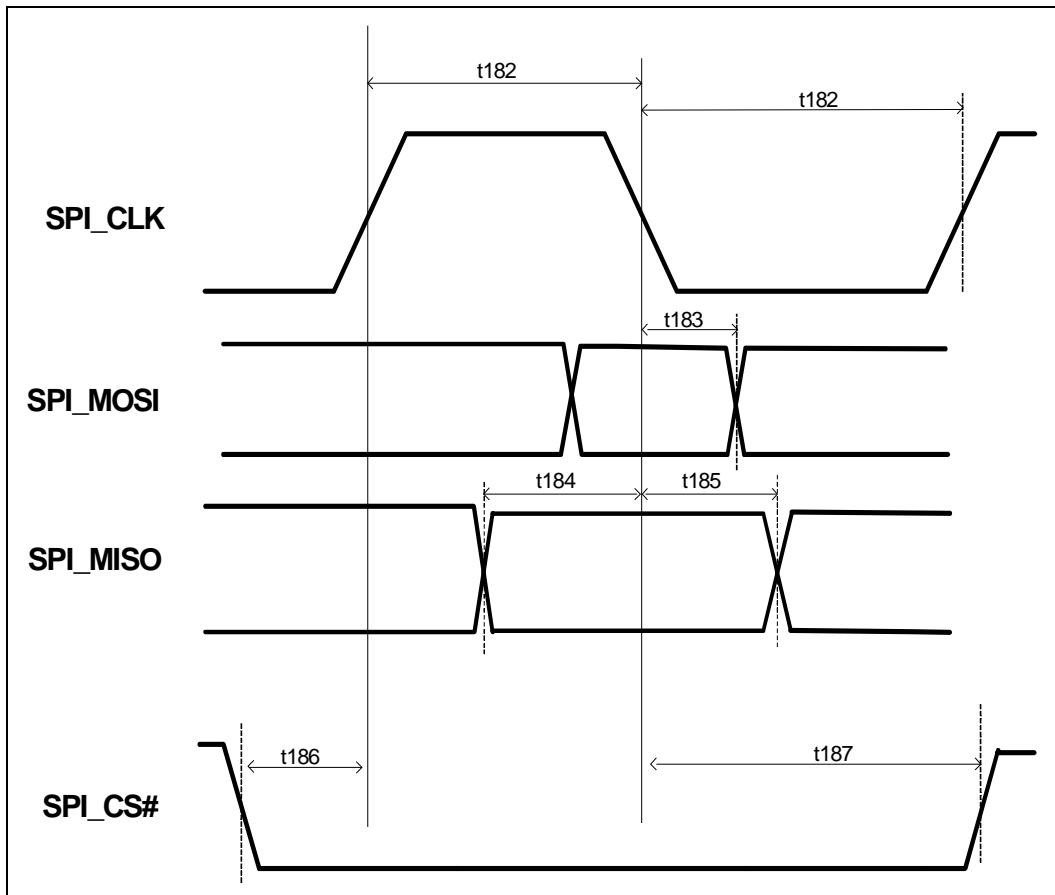 t182
t182
SPI_CLK
t183
SPI_MOSI
t184
t185
SPI_MISO
t186
t187
SPI_CS#